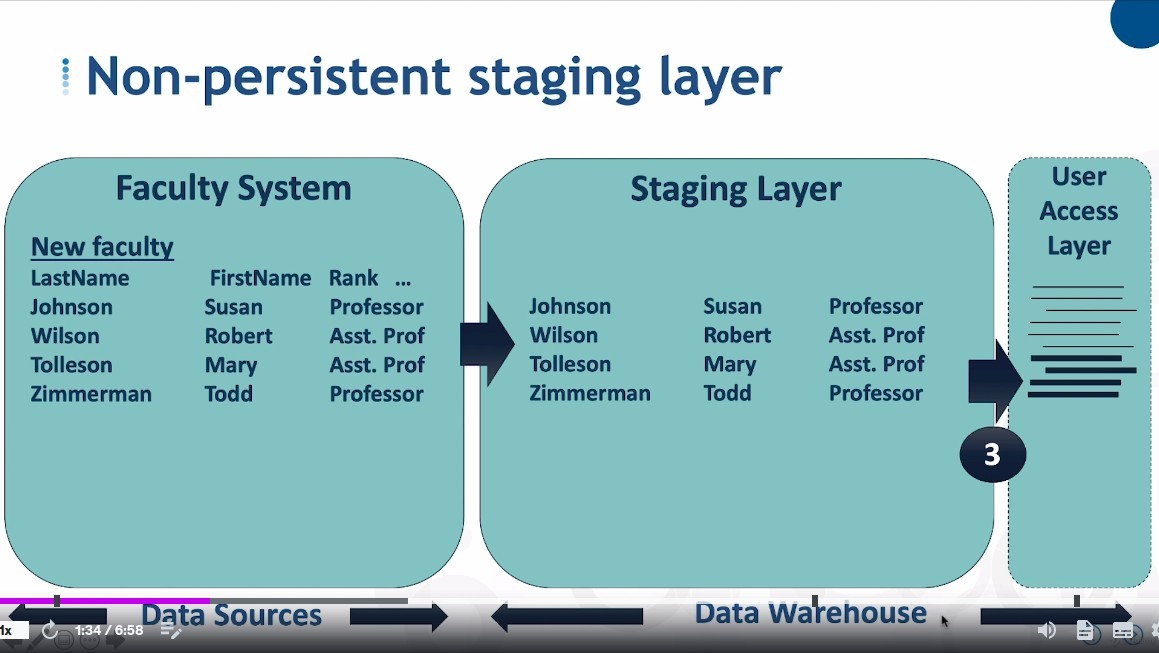 Non-persistent staging layer
Faculty System
New faculty
LastName FirstName Rank ...
Johnson Susan Professor
Wilson Robert Asst. Prof
Tolleson Mary Asst. Prof
Zimmerman Todd Professor
Staging Layer
Johnson Susan Professor
Wilson Robert Asst. Prof
Tolleson Mary Asst. Prof
Zimmerman Todd Professor
User
Access
Layer
3
Data Sources
Data Warehouse
1x
1:34 / 6:58